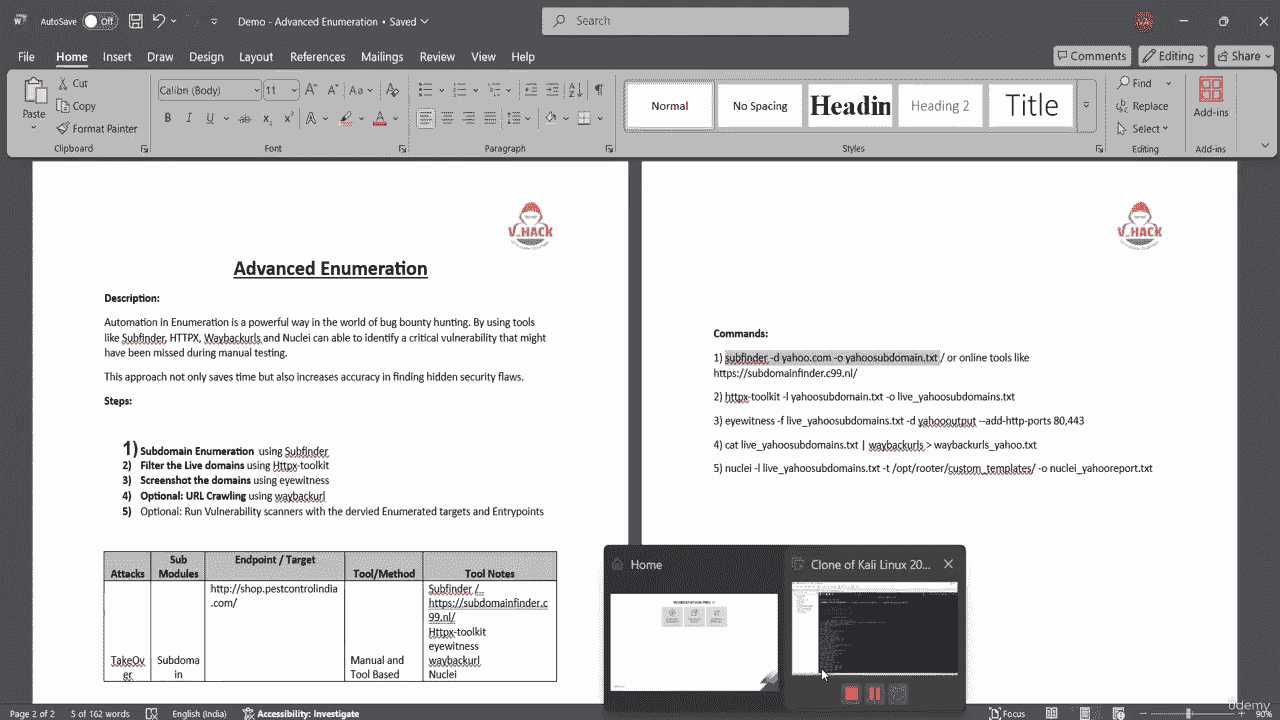 AutoSave Off Demo • Saved Search
File Home Insert Draw Design Layout References Mailings Review View Help Comments Editing Share
Paste Cut Copy Format Painter Clipboard
Calibri (Body) 11 Font
Paragraph
Normal No Spacing Headin Heading 2 Title Styles
Find Replace Select Editing
Add-ins Add-ins
V_HACK
Advanced Enumeration
Description:
Automation in Enumeration is a powerful way in the world of bug bounty hunting. By using tools
like Subfinder, HTTPX, Waybackurls and Nuclei can able to identify a critical vulnerability that might
have been missed during manual testing.
This approach not only saves time but also increases accuracy in finding hidden security flaws.
Steps:
1) Subdomain Enumeration using Subfinder
2) Filter the Live domains using Httpx-toolkit
3) Screenshot the domains using eyewitness
4) Optional: URL Crawling using waybackurl
5) Optional: Run Vulnerability scanners with the dervied Enumerated targets and Entrypoints
Attacks Sub Modules Endpoint / Target Tool/Method Tool Notes
TakeOv
Subdoma
in
http://shop.pestcontrolindia
.com/
Manual and
Tool Based
Subfinder /
https://subdomainfinder.c
99.nl/
Httpx-toolkit
eyewitness
waybackurl
Nuclei
V_HACK
Commands:
1) subfinder -d yahoo.com -o yahoosubdomain.txt / or online tools like
https://subdomainfinder.c99.nl/
2) httpx-toolkit -l yahoosubdomain.txt -o live_yahoosubdomains.txt
3) eyewitness -f live_yahoosubdomains.txt -d yahoooutput --add-http-ports 80,443
4) cat live_yahoosubdomains.txt | waybackurls > waybackurls_yahoo.txt
5) nuclei -l live_yahoosubdomains.txt -t /opt/rooter/custom_templates/ -o nuclei_yahooreport.txt
Home
Clone of Kali Linux 20...
Page 2 of 2 5 of 162 words English (India) Accessibility: Investigate Focus 90%
udemy